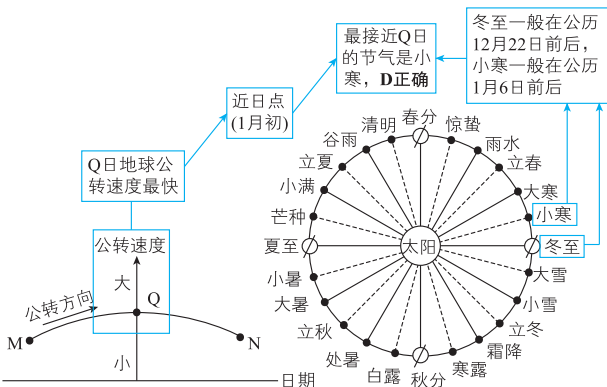 冬至一般在公历
12月22日前后，
小寒一般在公历
1月6日前后
最接近Q日
的节气是小
寒，D正确
近日点
(1月初)
Q日地球公
转速度最快
公转速度
大
Q
公转方向
M
N
小
日期
春分
惊蛰
雨水
立春
大寒
小寒
冬至
大雪
小雪
立冬
霜降
寒露
秋分
白露
处暑
立秋
大暑
小暑
夏至
芒种
小满
立夏
谷雨
清明
太阳